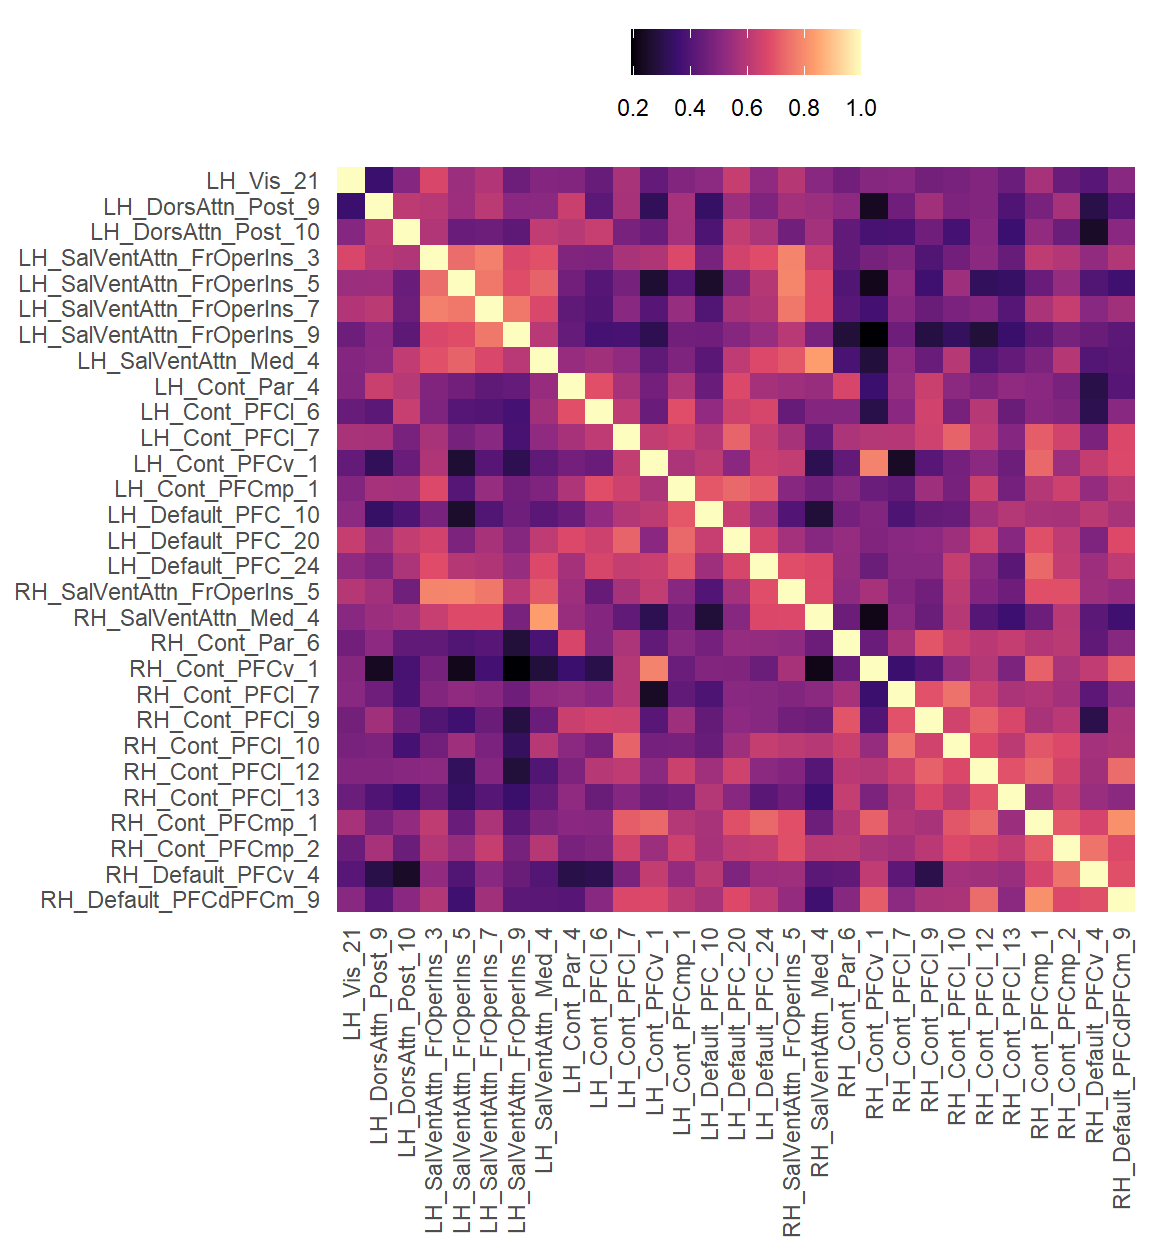 0.2 0.4 0.6 0.8 1.0
LH_Vis_21
LH_DorsAttn_Post_9
LH_DorsAttn_Post_10
LH_SalVentAttn_FrOperIns_3
LH_SalVentAttn_FrOperIns_5
LH_SalVentAttn_FrOperIns_7
LH_SalVentAttn_FrOperIns_9
LH_SalVentAttn_Med_4
LH_Cont_Par_4
LH_Cont_PFCl_6
LH_Cont_PFCl_7
LH_Cont_PFCv_1
LH_Cont_PFCmp_1
LH_Default_PFC_10
LH_Default_PFC_20
LH_Default_PFC_24
RH_SalVentAttn_FrOperIns_5
RH_SalVentAttn_Med_4
RH_Cont_Par_6
RH_Cont_PFCv_1
RH_Cont_PFCl_7
RH_Cont_PFCl_9
RH_Cont_PFCl_10
RH_Cont_PFCl_12
RH_Cont_PFCl_13
RH_Cont_PFCmp_1
RH_Cont_PFCmp_2
RH_Default_PFCv_4
RH_Default_PFCdPFCm_9
LH_Vis_21
LH_DorsAttn_Post_9
LH_DorsAttn_Post_10
LH_SalVentAttn_FrOperIns_3
LH_SalVentAttn_FrOperIns_5
LH_SalVentAttn_FrOperIns_7
LH_SalVentAttn_FrOperIns_9
LH_SalVentAttn_Med_4
LH_Cont_Par_4
LH_Cont_PFCl_6
LH_Cont_PFCl_7
LH_Cont_PFCv_1
LH_Cont_PFCmp_1
LH_Default_PFC_10
LH_Default_PFC_20
LH_Default_PFC_24
RH_SalVentAttn_FrOperIns_5
RH_SalVentAttn_Med_4
RH_Cont_Par_6
RH_Cont_PFCv_1
RH_Cont_PFCl_7
RH_Cont_PFCl_9
RH_Cont_PFCl_10
RH_Cont_PFCl_12
RH_Cont_PFCl_13
RH_Cont_PFCmp_1
RH_Cont_PFCmp_2
RH_Default_PFCv_4
RH_Default_PFCdPFCm_9